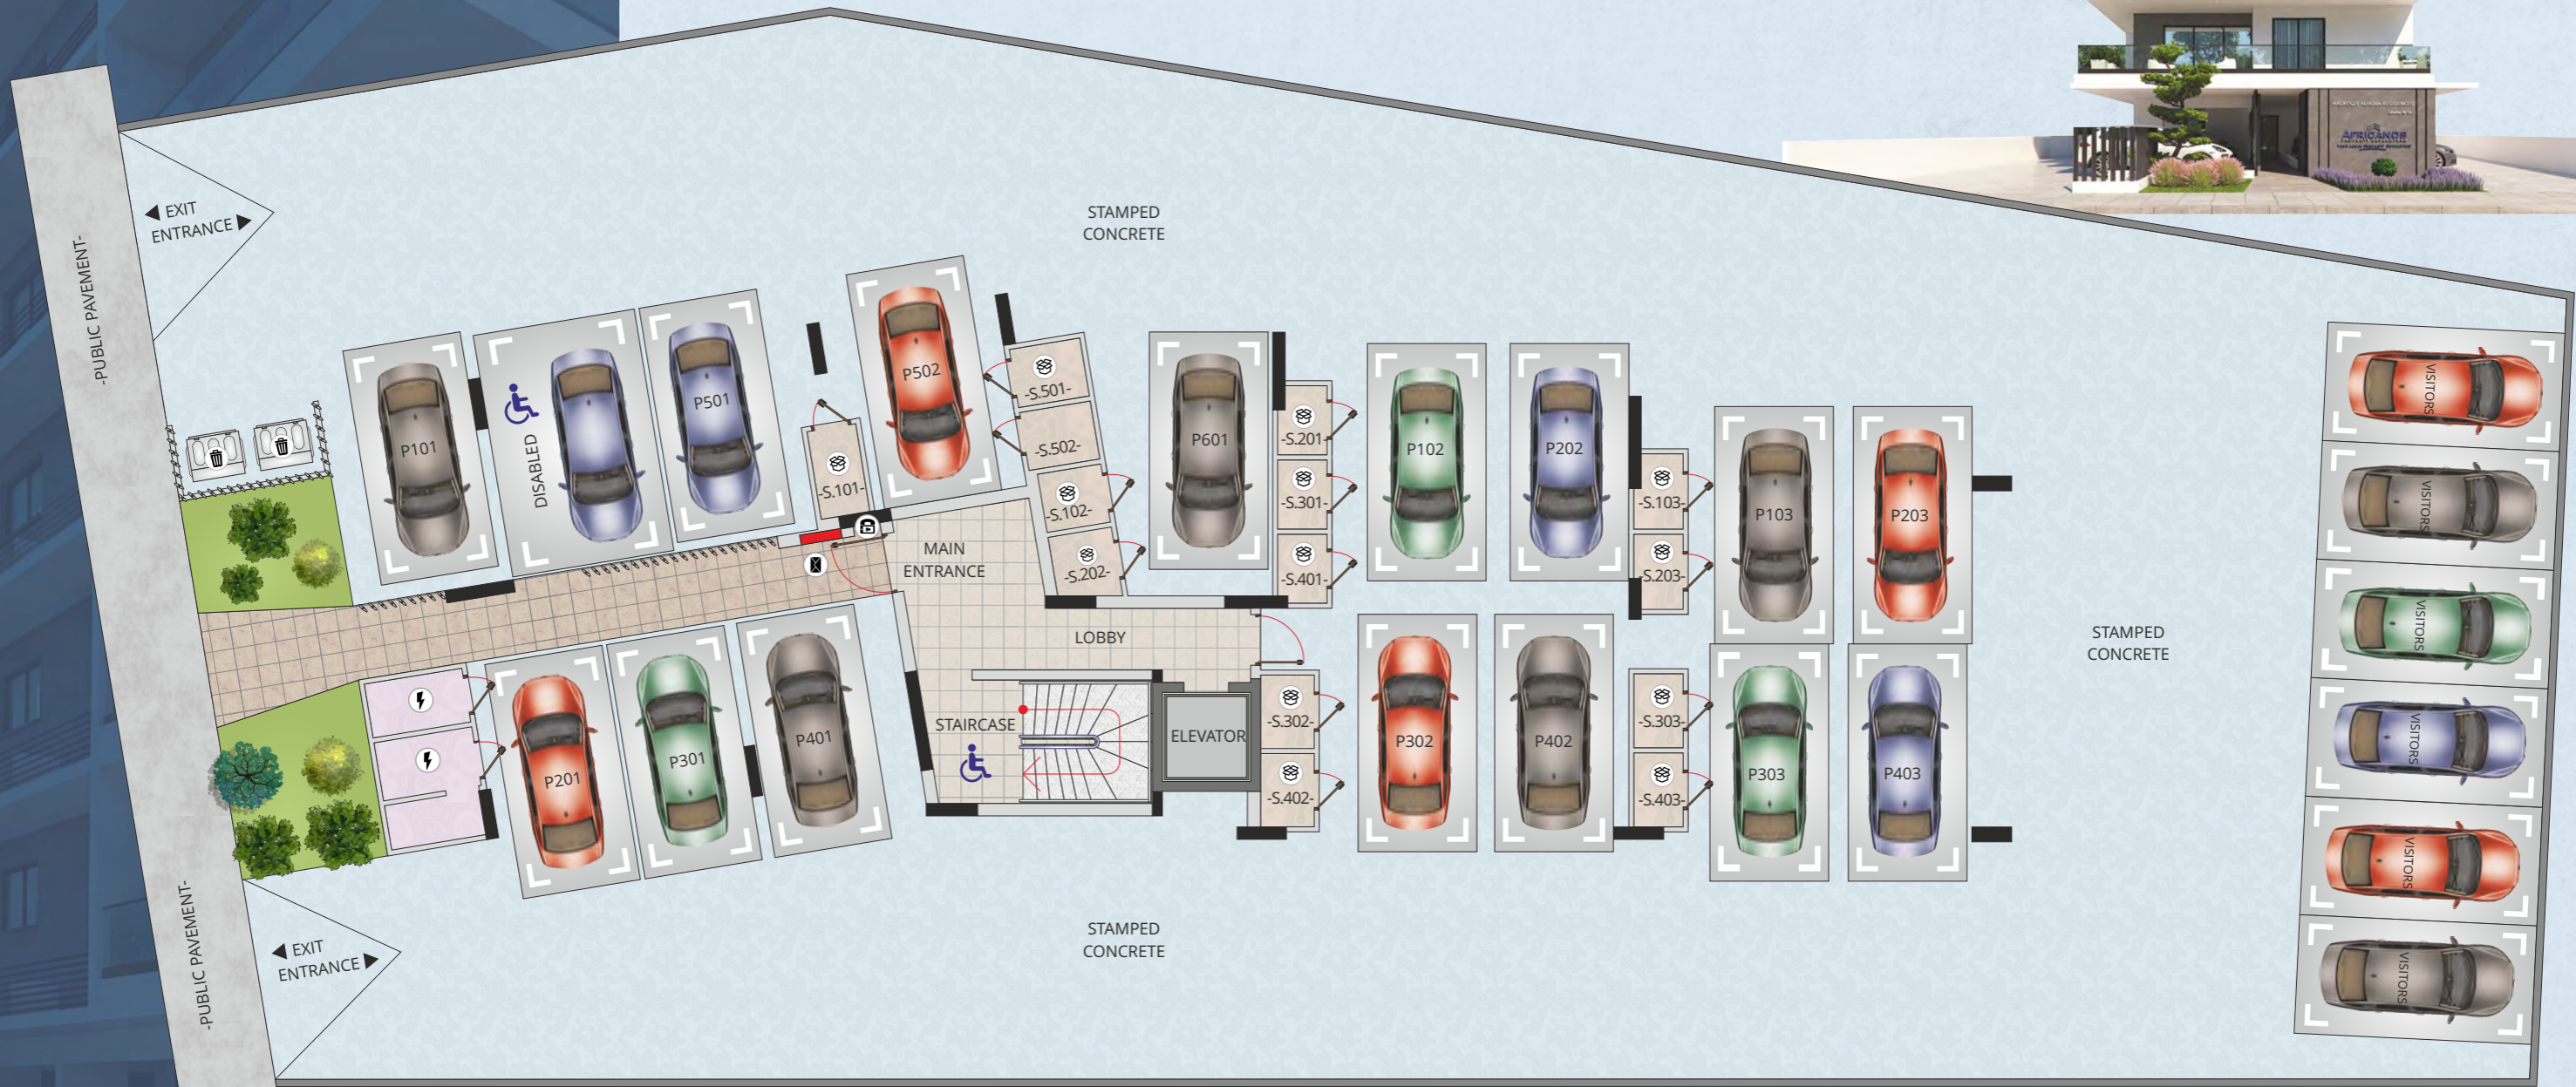 AFRICANOS
STAMPED
CONCRETE
EXIT
ENTRANCE
-PUBLIC PAVEMENT-
P101
DISABLED
P501
P502
-S.501-
-S.502-
-S.101-
-S.102-
-S.202-
P601
-S.201-
-S.301-
-S.401-
P102
P202
-S.103-
-S.203-
P103
P203
VISITORS
VISITORS
VISITORS
VISITORS
VISITORS
VISITORS
MAIN
ENTRANCE
LOBBY
STAIRCASE
ELEVATOR
P201
P301
P401
-S.302-
-S.402-
P302
P402
-S.303-
-S.403-
P303
P403
STAMPED
CONCRETE
STAMPED
CONCRETE
-PUBLIC PAVEMENT-
EXIT
ENTRANCE